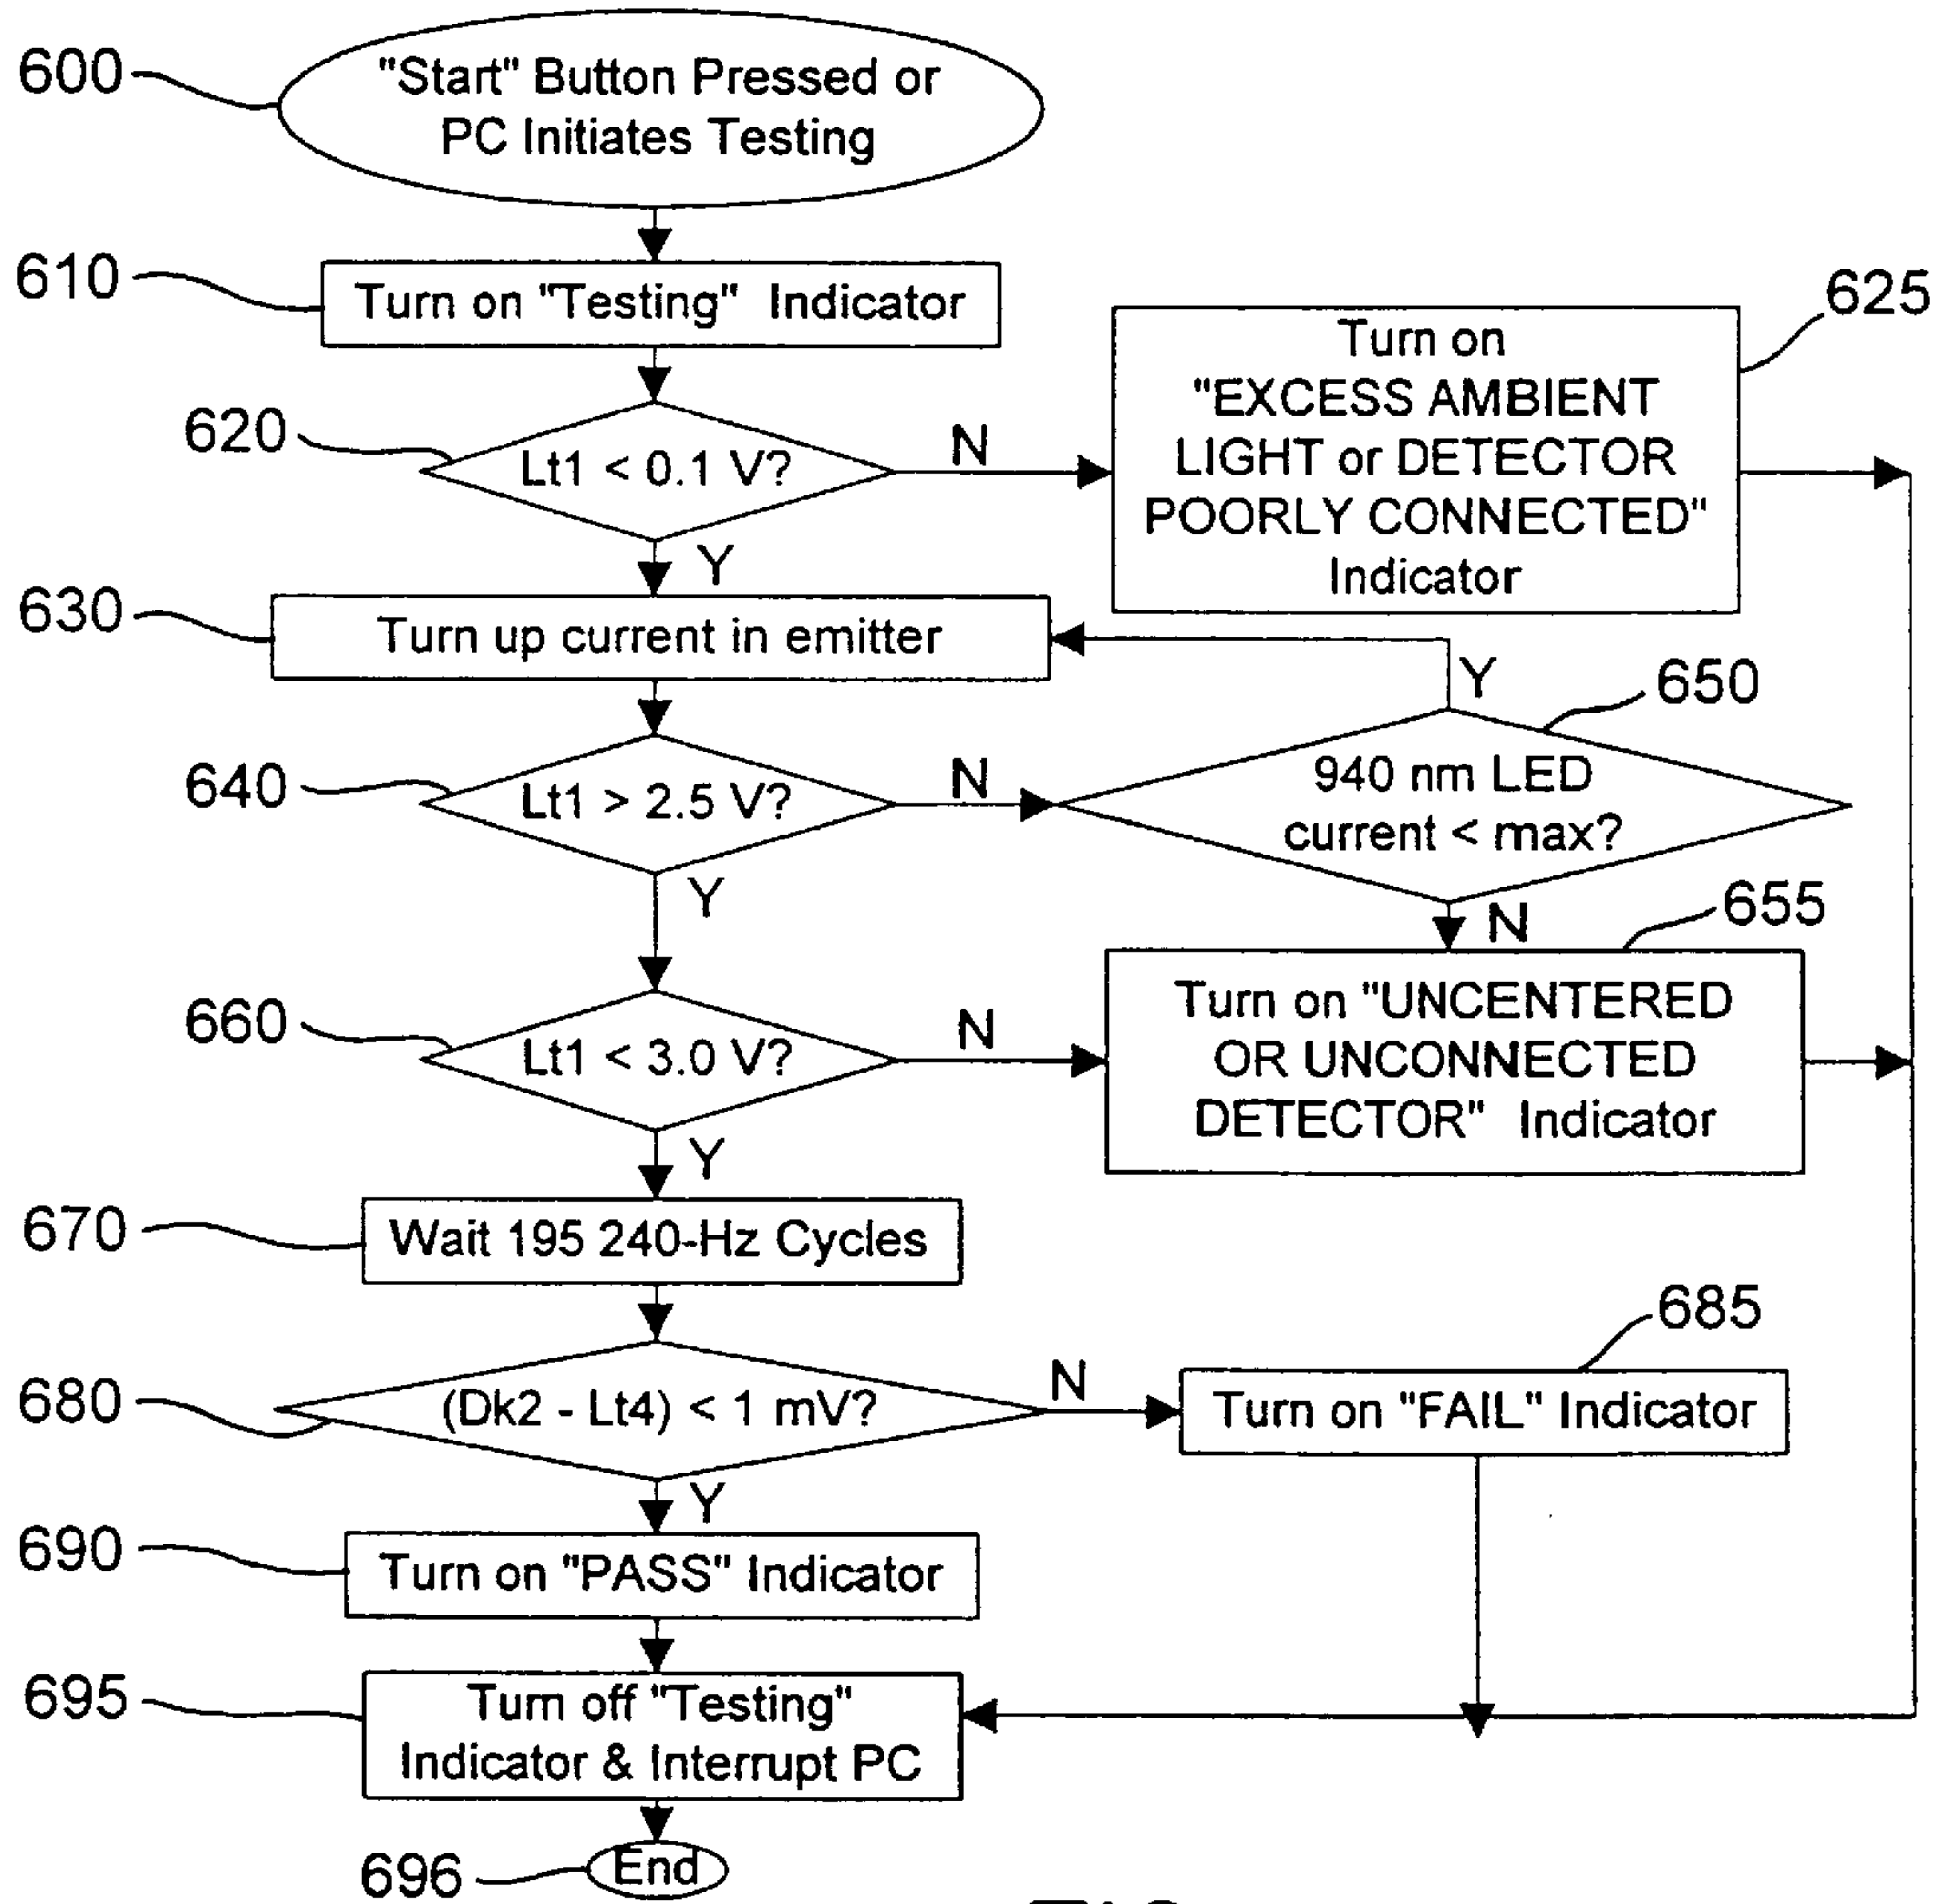 600
"Start" Button Pressed or
PC Initiates Testing
610
Turn on "Testing" Indicator
625
Turn on
"EXCESS AMBIENT
LIGHT or DETECTOR
POORLY CONNECTED"
Indicator
620
Lt1 < 0.1 V?
N
Y
630
Turn up current in emitter
Y
650
640
Lt1 > 2.5 V?
N
940 nm LED
current < max?
Y
N
655
660
Lt1 < 3.0 V?
N
Turn on "UNCENTERED
OR UNCONNECTED
DETECTOR" Indicator
Y
670
Wait 195 240-Hz Cycles
685
680
(Dk2 - Lt4) < 1 mV?
N
Turn on "FAIL" Indicator
Y
690
Turn on "PASS" Indicator
695
Turn off "Testing"
Indicator & Interrupt PC
696
End